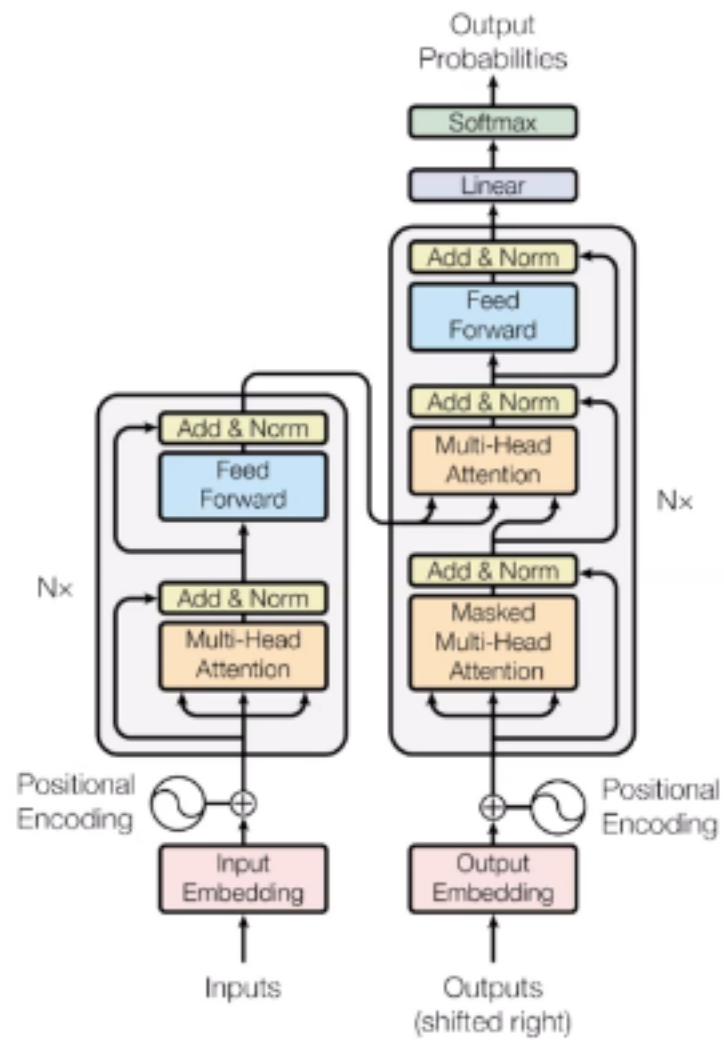 Output
Probabilities
Softmax
Linear
Add & Norm
Feed
Forward
Add & Norm
Multi-Head
Attention
N×
Add & Norm
Masked
Multi-Head
Attention
Add & Norm
Feed
Forward
N×
Add & Norm
Multi-Head
Attention
Positional
Encoding
Positional
Encoding
Input
Embedding
Output
Embedding
Inputs
Outputs
(shifted right)